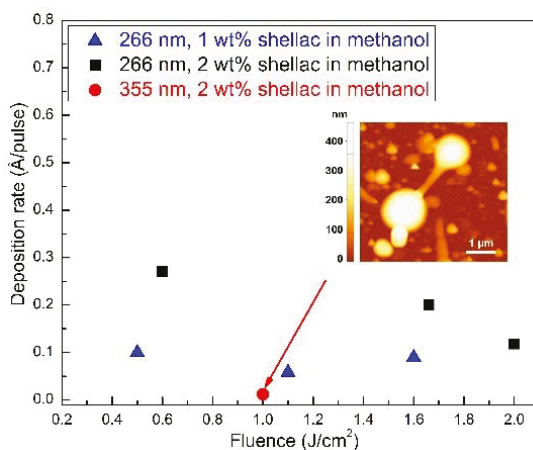 266 nm, 1 wt% shellac in methanol
266 nm, 2 wt% shellac in methanol
355 nm, 2 wt% shellac in methanol
Deposition rate (Å/pulse)
0.8
0.7
0.6
0.5
0.4
0.3
0.2
0.1
0.0
nm
400
300
200
100
0
1 µm
0.2 0.4 0.6 0.8 1.0 1.2 1.4 1.6 1.8 2.0
Fluence (J/cm²)